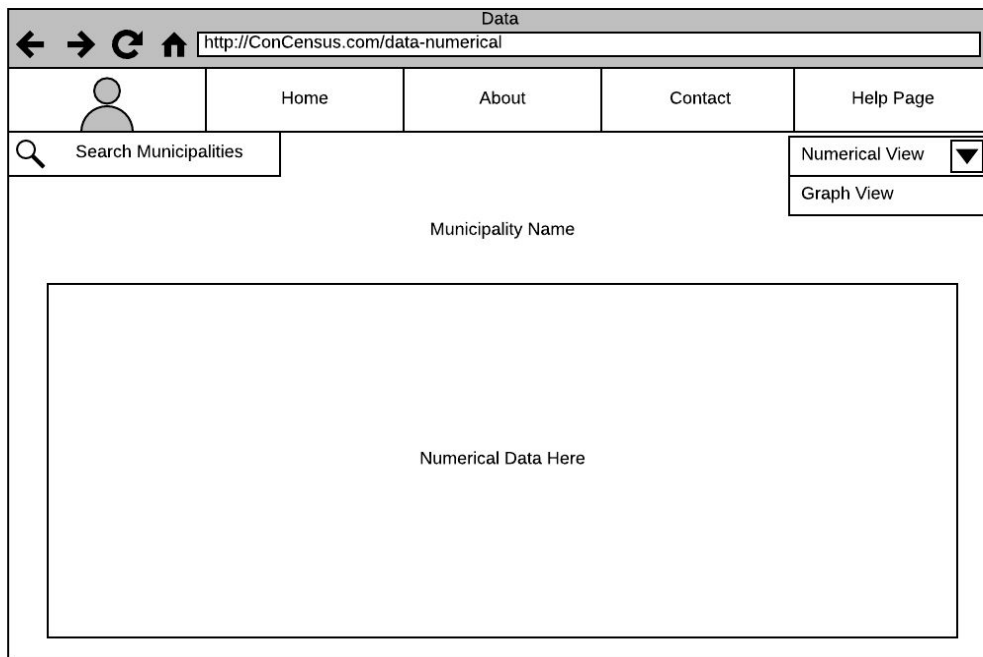 Data
http://ConCensus.com/data-numerical
Home About Contact Help Page
Search Municipalities
Numerical View
Graph View
Municipality Name
Numerical Data Here